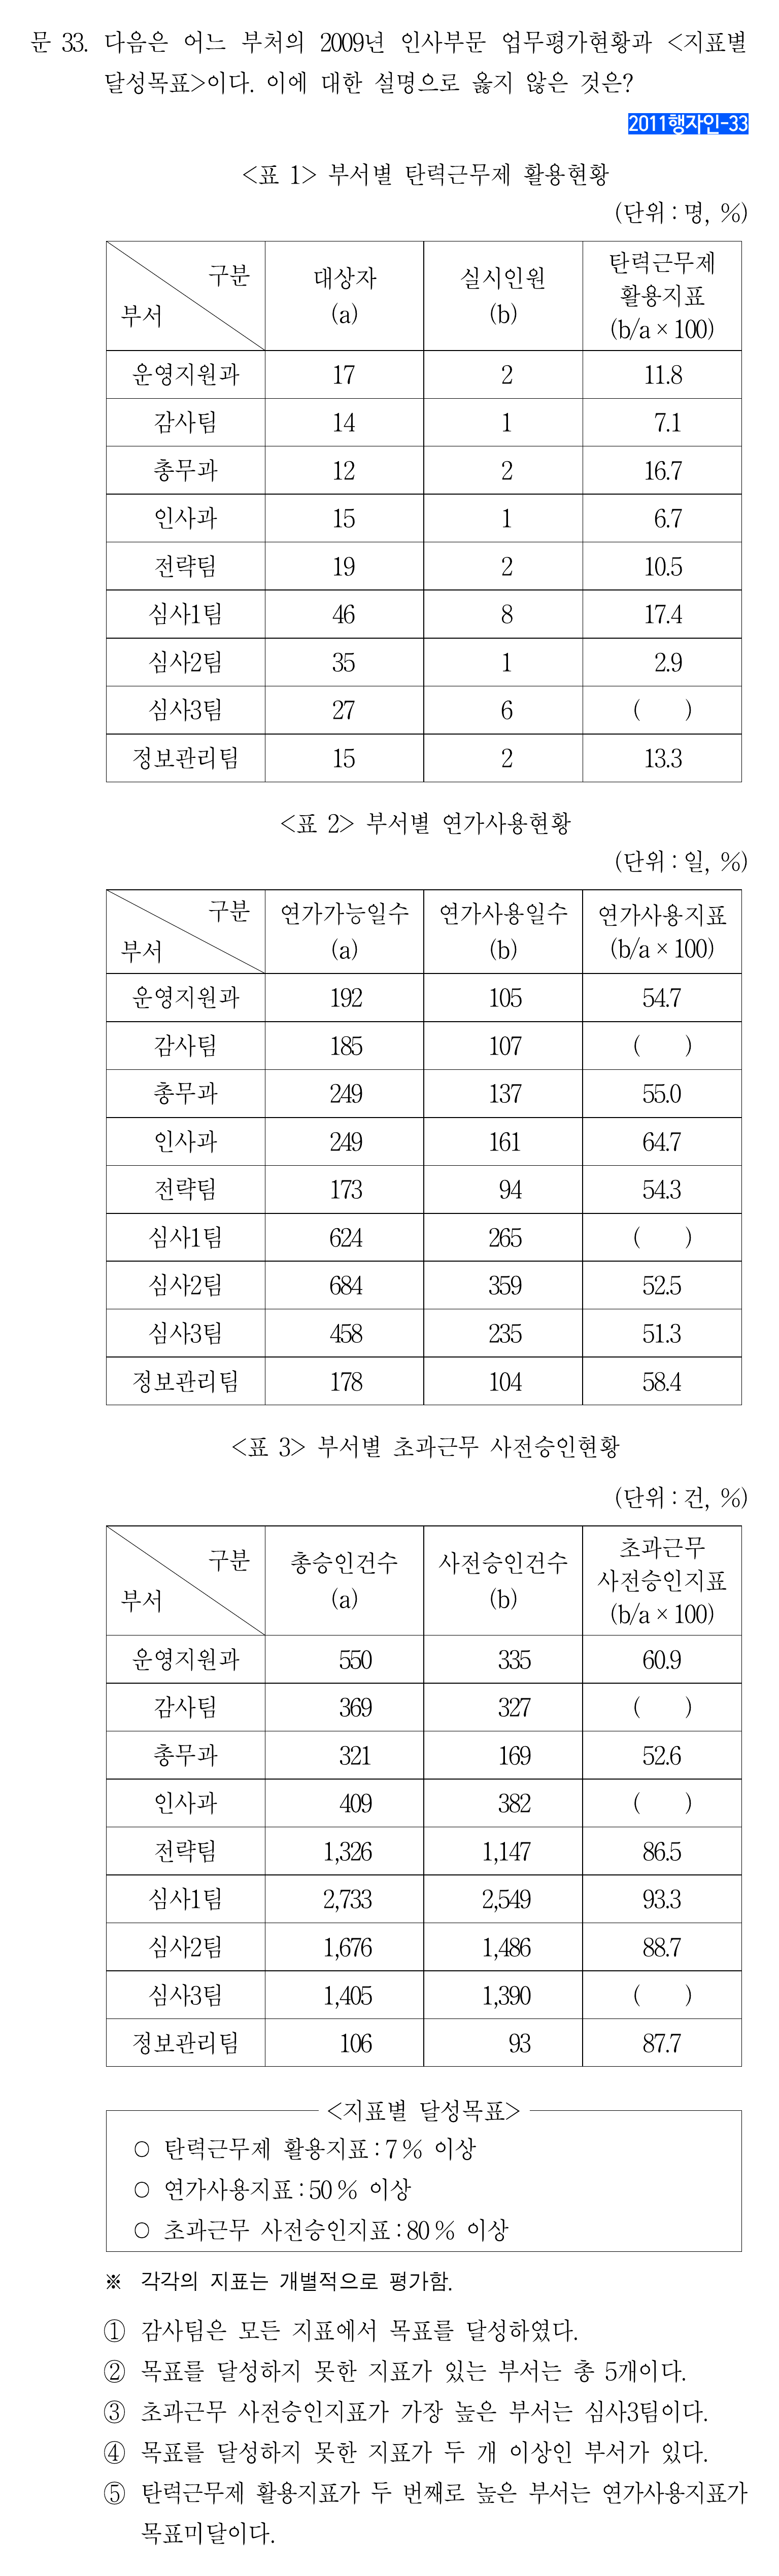 문 33. 다음은 어느 부처의 2009년 인사부문 업무평가현황과 <지표별
달성목표>이다. 이에 대한 설명으로 옳지 않은 것은?
2011행자인-33
<표 1> 부서별 탄력근무제 활용현황
(단위 : 명, %)
구분 부서 대상자 (a) 실시인원 (b) 탄력근무제 활용지표 (b/a × 100)
운영지원과 17 2 11.8
감사팀 14 1 7.1
총무과 12 2 16.7
인사과 15 1 6.7
전략팀 19 2 10.5
심사1팀 46 8 17.4
심사2팀 35 1 2.9
심사3팀 27 6 ( )
정보관리팀 15 2 13.3
<표 2> 부서별 연가사용현황
(단위 : 일, %)
구분 부서 연가가능일수 (a) 연가사용일수 (b) 연가사용지표 (b/a × 100)
운영지원과 192 105 54.7
감사팀 185 107 ( )
총무과 249 137 55.0
인사과 249 161 64.7
전략팀 173 94 54.3
심사1팀 624 265 ( )
심사2팀 684 359 52.5
심사3팀 458 235 51.3
정보관리팀 178 104 58.4
<표 3> 부서별 초과근무 사전승인현황
(단위 : 건, %)
구분 부서 총승인건수 (a) 사전승인건수 (b) 초과근무 사전승인지표 (b/a × 100)
운영지원과 550 335 60.9
감사팀 369 327 ( )
총무과 321 169 52.6
인사과 409 382 ( )
전략팀 1,326 1,147 86.5
심사1팀 2,733 2,549 93.3
심사2팀 1,676 1,486 88.7
심사3팀 1,405 1,390 ( )
정보관리팀 106 93 87.7
<지표별 달성목표>
○ 탄력근무제 활용지표 : 7 % 이상
○ 연가사용지표 : 50 % 이상
○ 초과근무 사전승인지표 : 80 % 이상
※ 각각의 지표는 개별적으로 평가함.
① 감사팀은 모든 지표에서 목표를 달성하였다.
② 목표를 달성하지 못한 지표가 있는 부서는 총 5개이다.
③ 초과근무 사전승인지표가 가장 높은 부서는 심사3팀이다.
④ 목표를 달성하지 못한 지표가 두 개 이상인 부서가 있다.
⑤ 탄력근무제 활용지표가 두 번째로 높은 부서는 연가사용지표가
목표미달이다.